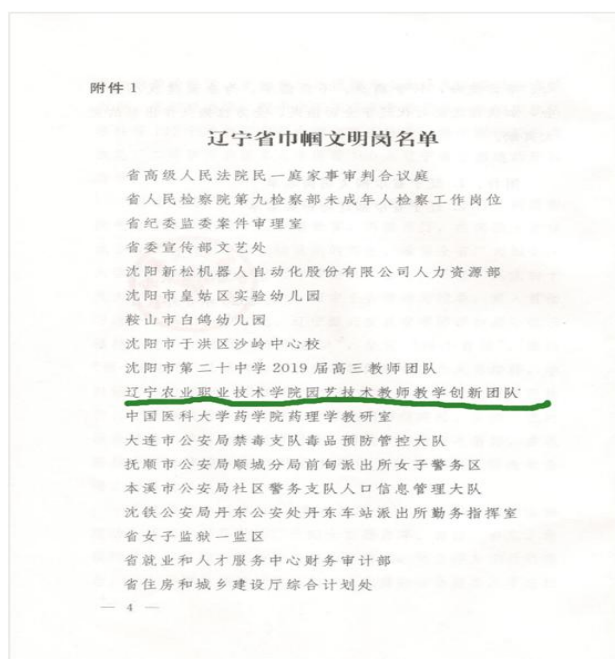 附件 1
辽宁省巾帼文明岗名单
省高级人民法院民一庭家事审判合议庭
省人民检察院第九检察部未成年人检察工作岗位
省纪委监委案件审理室
省委宣传部文艺处
沈阳新松机器人自动化股份有限公司人力资源部
沈阳市皇姑区实验幼儿园
鞍山市白鸽幼儿园
沈阳市于洪区沙岭中心校
沈阳市第二十中学 2019 届高三教师团队
辽宁农业职业技术学院园艺技术教师教学创新团队
中国医科大学药学院药理学教研室
大连市公安局禁毒支队毒品预防管控大队
抚顺市公安局顺城分局前甸派出所女子警务区
本溪市公安局社区警务支队人口信息管理大队
沈铁公安局丹东公安处丹东车站派出所勤务指挥室
省女子监狱一监区
省就业和人才服务中心财务审计部
省住房和城乡建设厅综合计划处
— 4 —